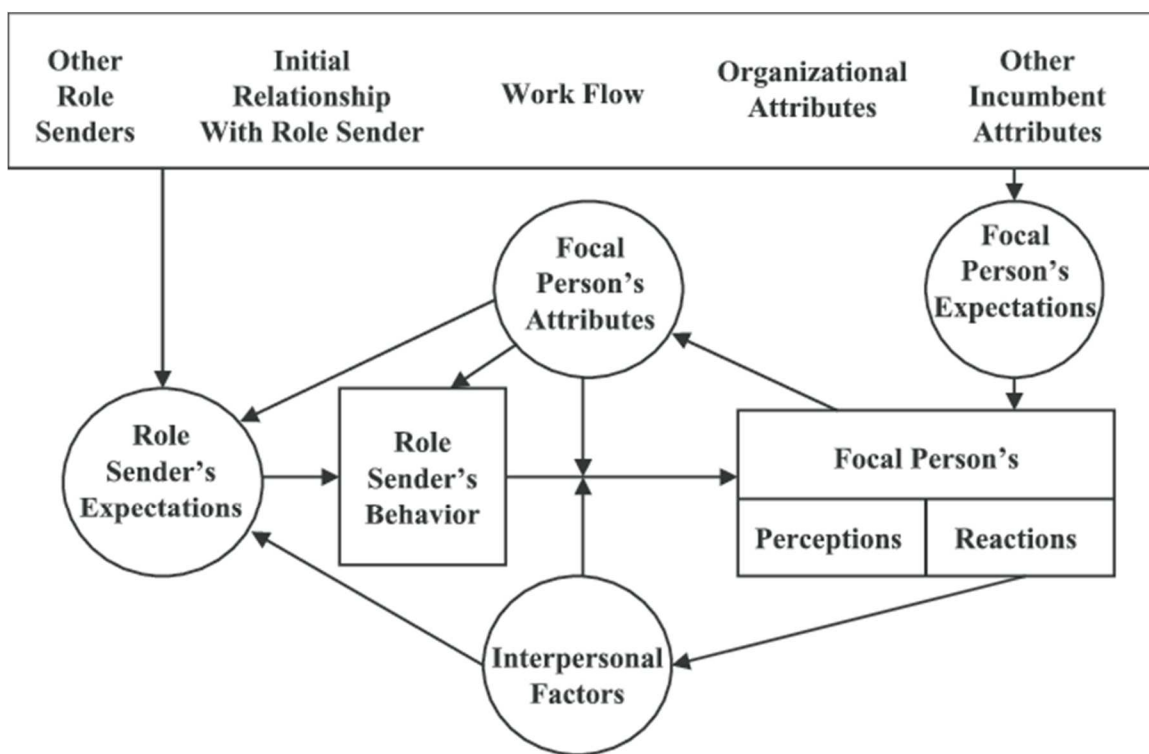 Other
Role
Senders
Initial
Relationship
With Role Sender
Work Flow
Organizational
Attributes
Other
Incumbent
Attributes
Focal
Person’s
Attributes
Focal
Person’s
Expectations
Role
Sender’s
Expectations
Role
Sender’s
Behavior
Focal Person’s
Perceptions
Reactions
Interpersonal
Factors